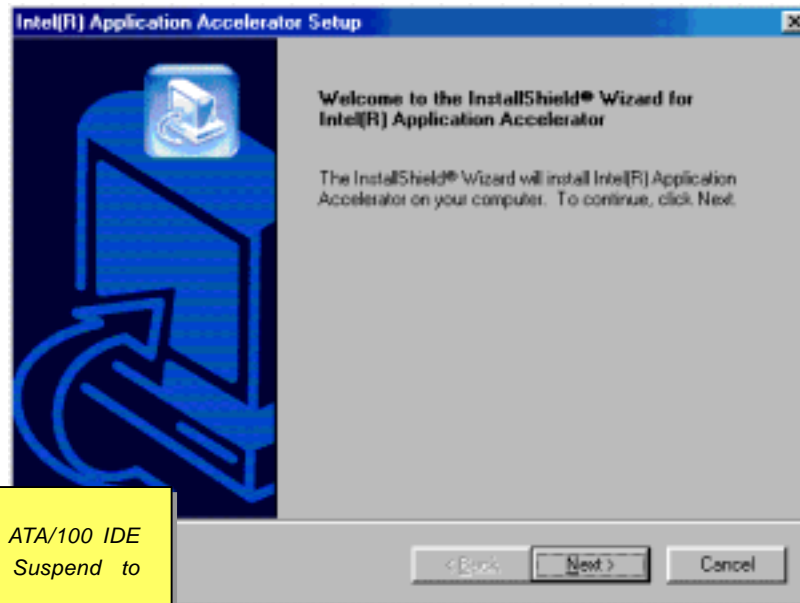 Intel(R) Application Accelerator Setup
Welcome to the InstallShield® Wizard for
Intel(R) Application Accelerator
The InstallShield® Wizard will install Intel(R) Application
Accelerator on your computer. To continue, click Next.
ATA/100 IDE
Suspend to
< Back
Next >
Cancel